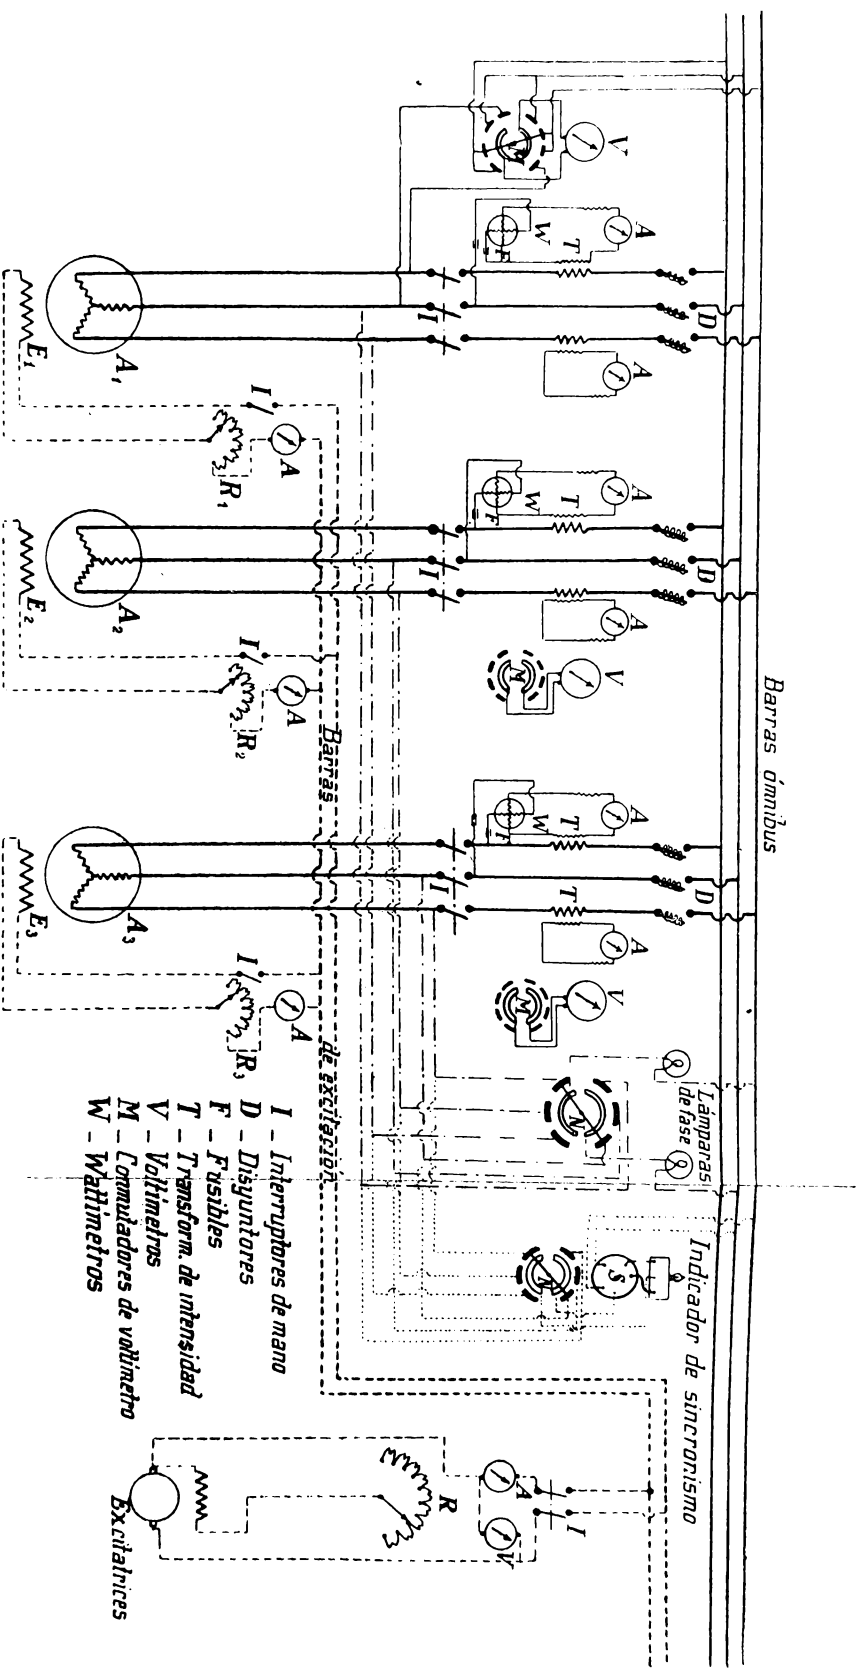 Barras ómnibus
Indicador de sincronismo
Lámparas
de fase
S
N
N
V
M
A
W
T
F
D
I
A
A₁
E₁
I
A
R₁
A
W
T
F
D
I
A
V
M
A₂
E₂
I
A
R₂
A
W
T
F
D
I
T
A
V
M
A₃
E₃
I
A
R₃
Barras
de excitación
I - Interruptores de mano
D - Disyuntores
F - Fusibles
T - Transform. de intensidad
V - Voltímetros
M - Conmutadores de voltímetro
W - Wattímetros
A
I
V
R
Excitatrices